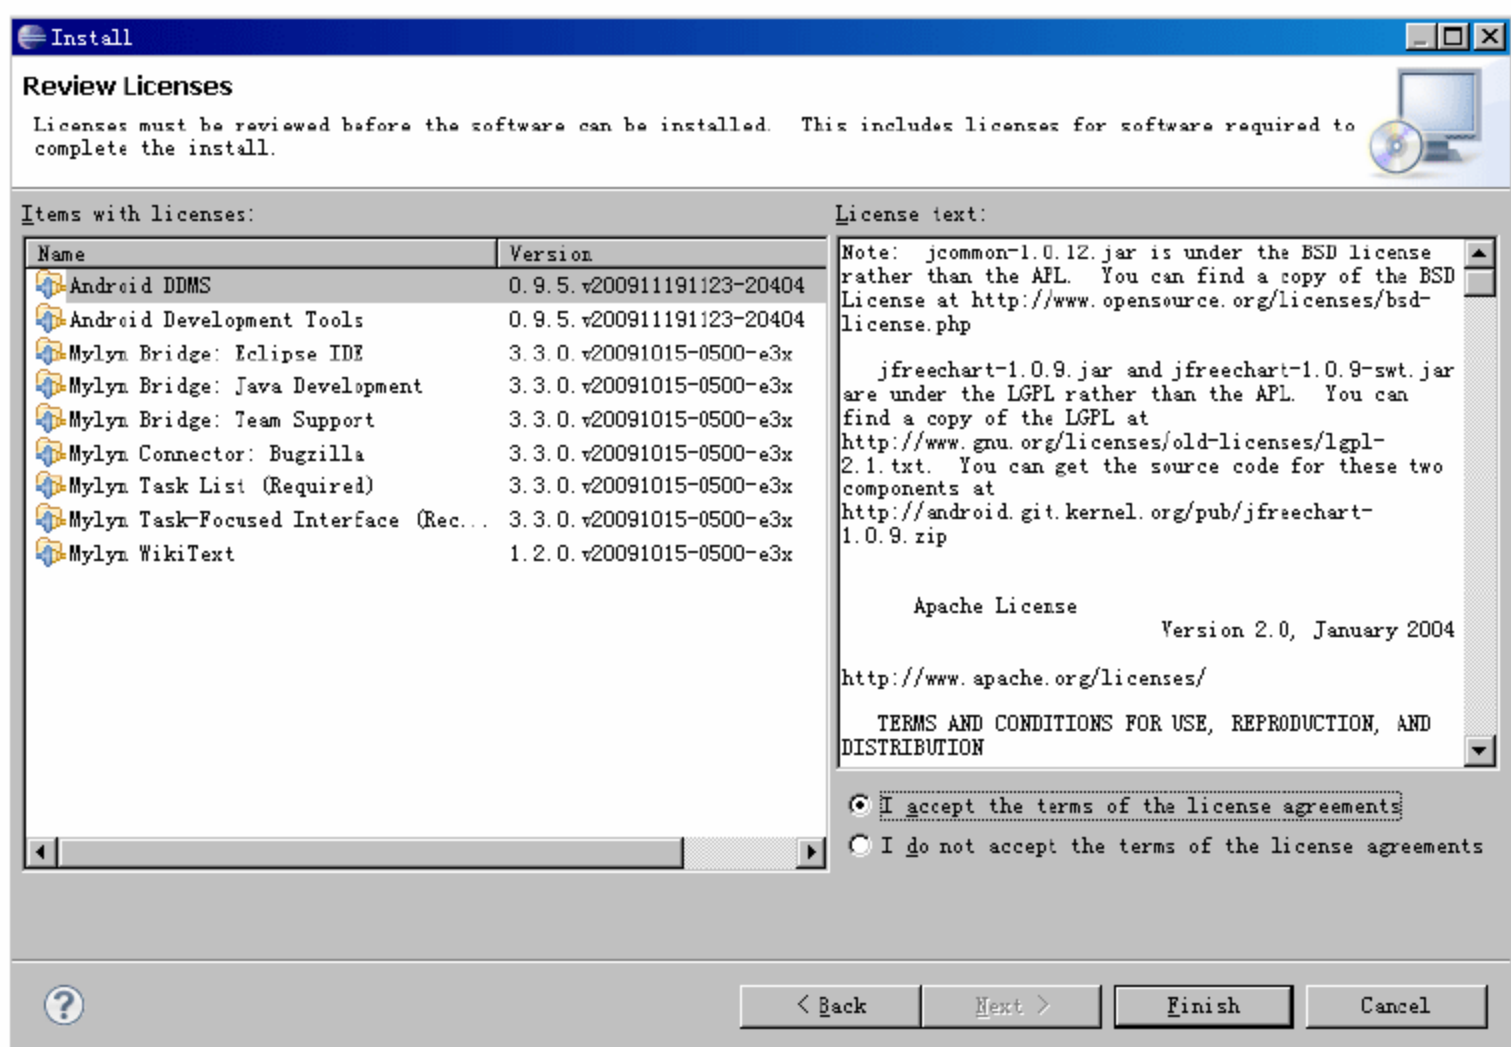 Install
Review Licenses
Licenses must be reviewed before the software can be installed.  This includes licenses for software required to
complete the install.
Items with licenses:
Name Version
Android DDMS 0.9.5.v200911191123-20404
Android Development Tools 0.9.5.v200911191123-20404
Mylyn Bridge: Eclipse IDE 3.3.0.v20091015-0500-e3x
Mylyn Bridge: Java Development 3.3.0.v20091015-0500-e3x
Mylyn Bridge: Team Support 3.3.0.v20091015-0500-e3x
Mylyn Connector: Bugzilla 3.3.0.v20091015-0500-e3x
Mylyn Task List (Required) 3.3.0.v20091015-0500-e3x
Mylyn Task-Focused Interface (Rec... 3.3.0.v20091015-0500-e3x
Mylyn WikiText 1.2.0.v20091015-0500-e3x
License text:
Note:  jcommon-1.0.12.jar is under the BSD license
rather than the APL.  You can find a copy of the BSD
License at http://www.opensource.org/licenses/bsd-
license.php
jfreechart-1.0.9.jar and jfreechart-1.0.9-swt.jar
are under the LGPL rather than the APL.  You can
find a copy of the LGPL at
http://www.gnu.org/licenses/old-licenses/lgpl-
2.1.txt.  You can get the source code for these two
components at
http://android.git.kernel.org/pub/jfreechart-
1.0.9.zip
Apache License
Version 2.0, January 2004
http://www.apache.org/licenses/
TERMS AND CONDITIONS FOR USE, REPRODUCTION, AND
DISTRIBUTION
I accept the terms of the license agreements
I do not accept the terms of the license agreements
?
< Back
Next >
Finish
Cancel